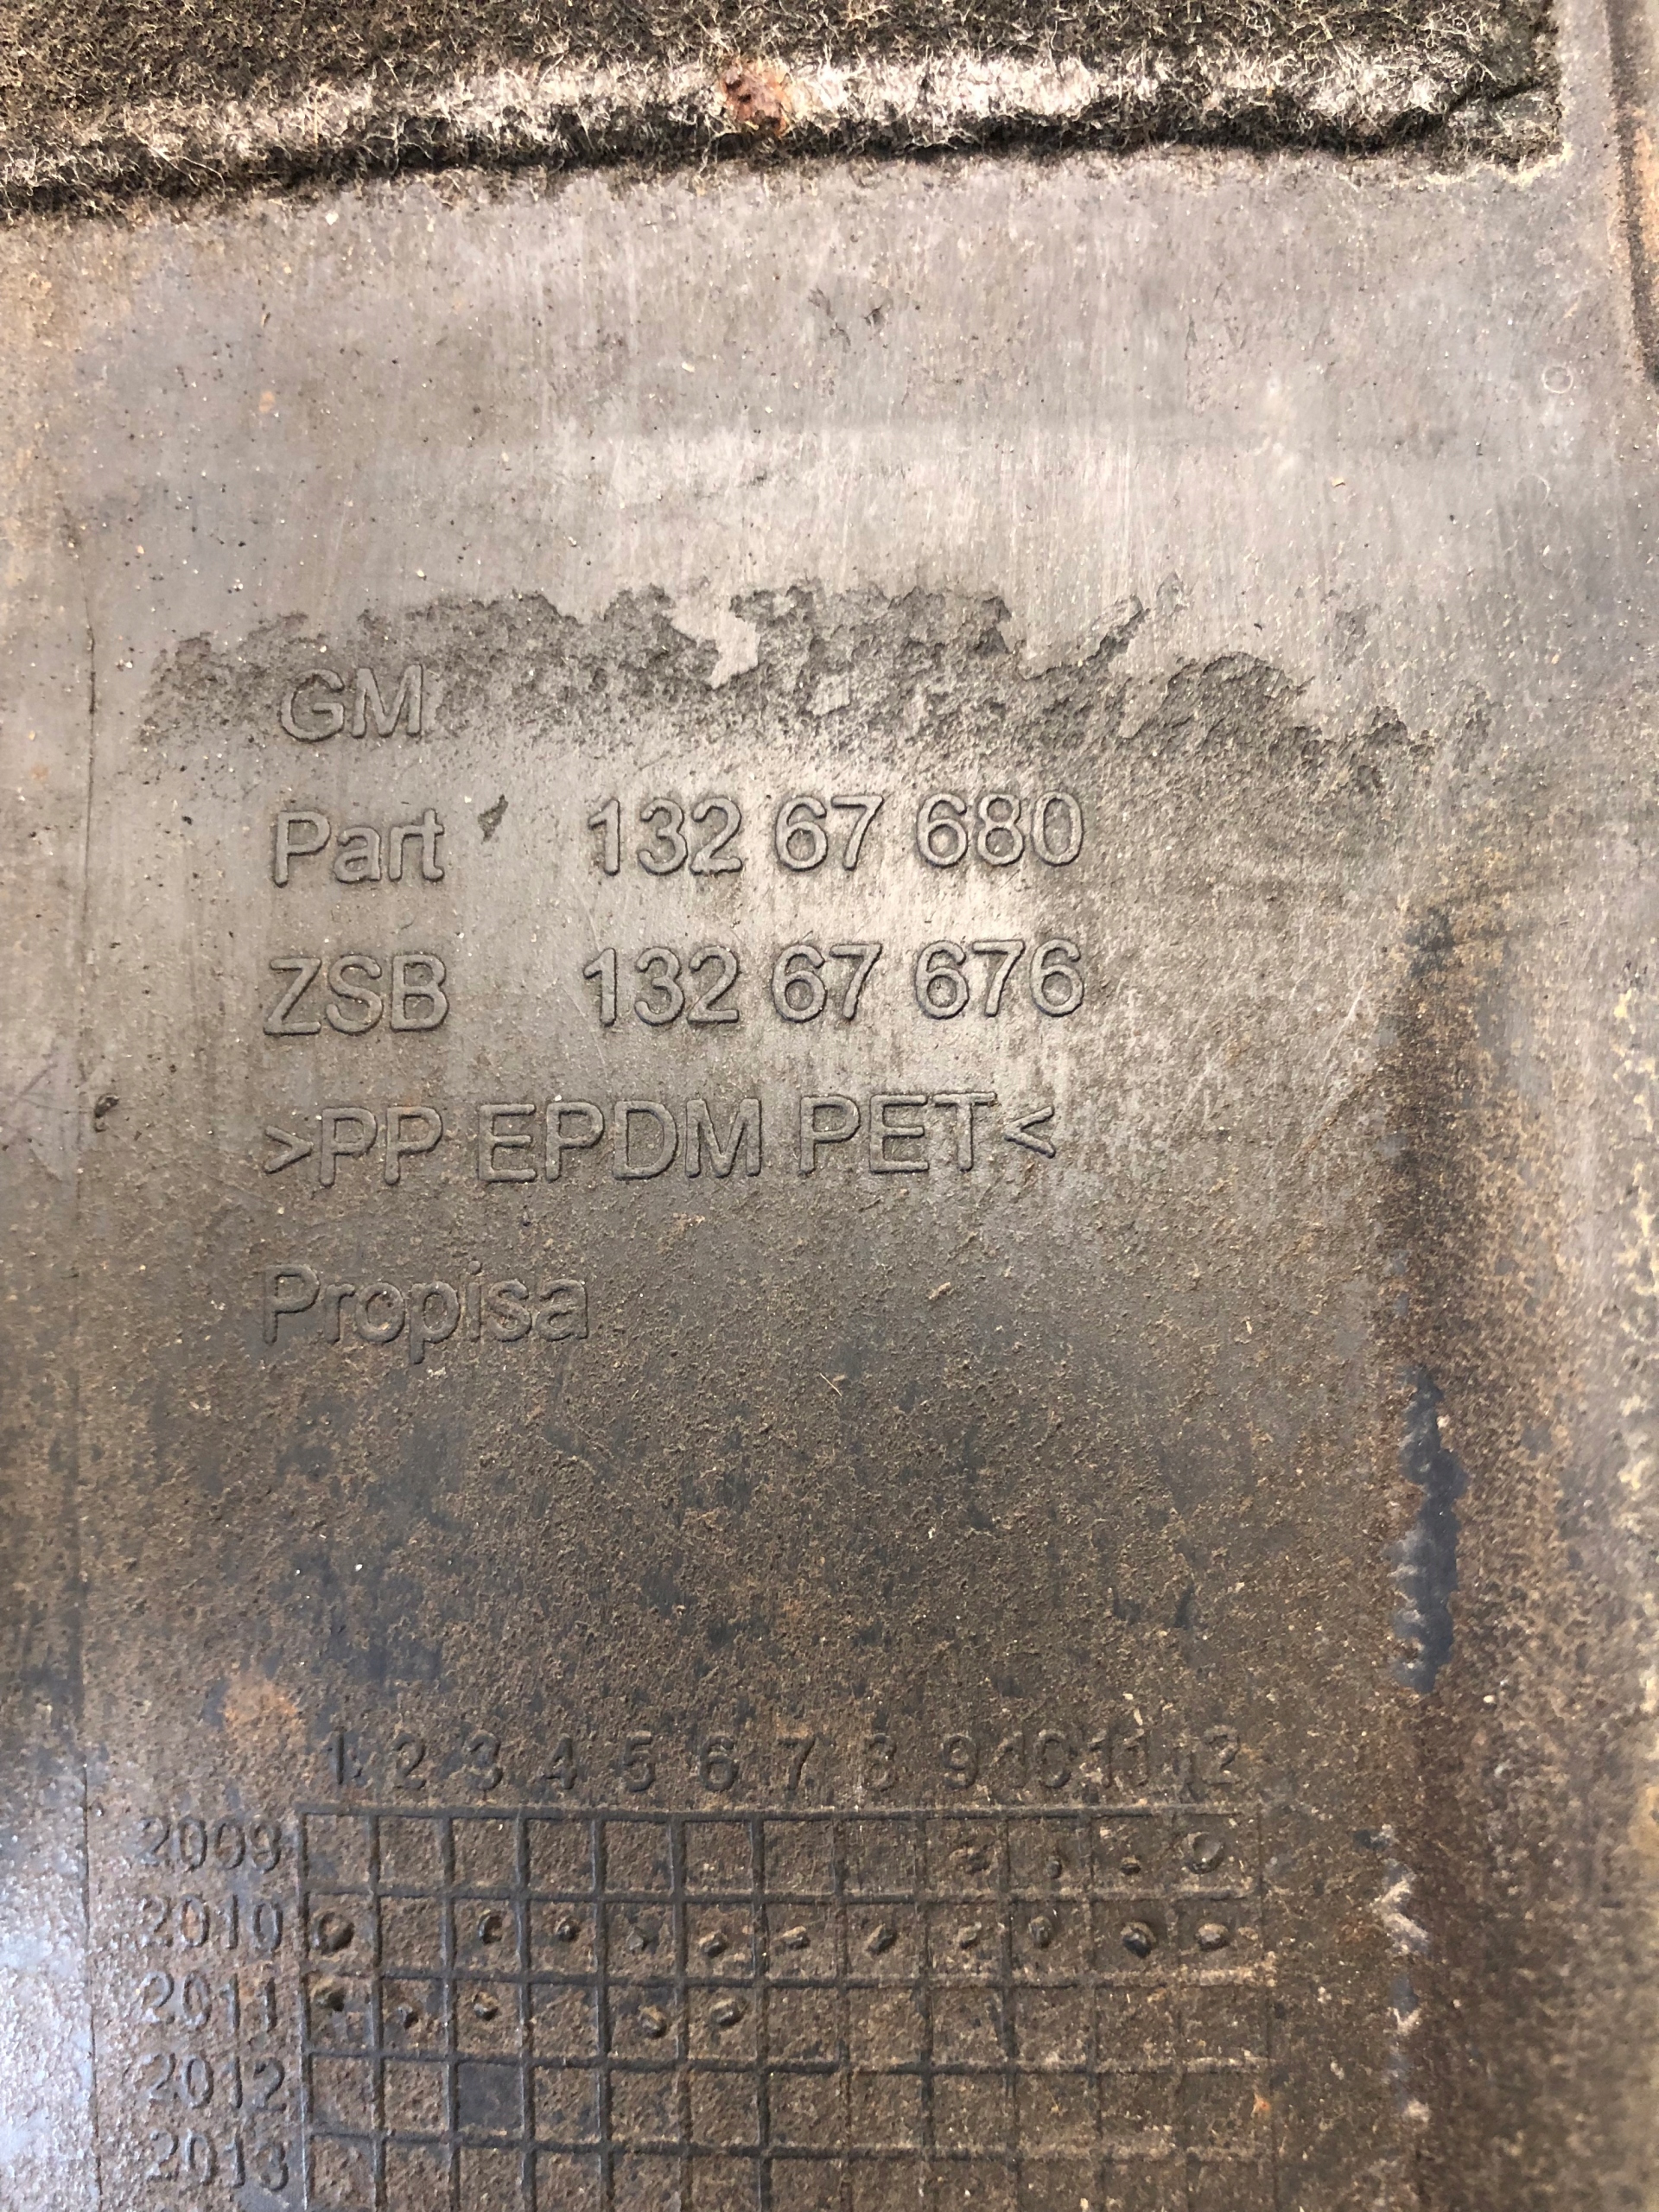 GM
Part 132 67 680
ZSB 132 67 676
>PP EPDM PET<
Propisa
1 2 3 4 5 6 7 8 9 10 11 12
2009
2010
2011
2012
2013